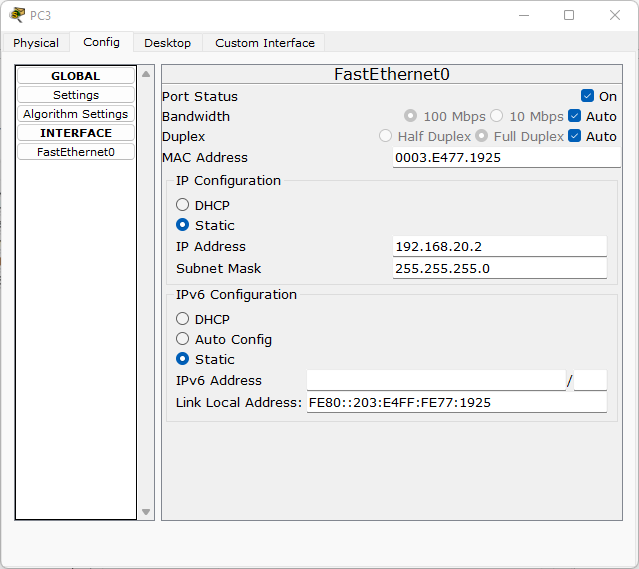 PC3
Physical Config Desktop Custom Interface
GLOBAL
Settings
Algorithm Settings
INTERFACE
FastEthernet0
FastEthernet0
Port Status On
Bandwidth 100 Mbps 10 Mbps Auto
Duplex Half Duplex Full Duplex Auto
MAC Address 0003.E477.1925
IP Configuration
DHCP
Static
IP Address 192.168.20.2
Subnet Mask 255.255.255.0
IPv6 Configuration
DHCP
Auto Config
Static
IPv6 Address /
Link Local Address: FE80::203:E4FF:FE77:1925